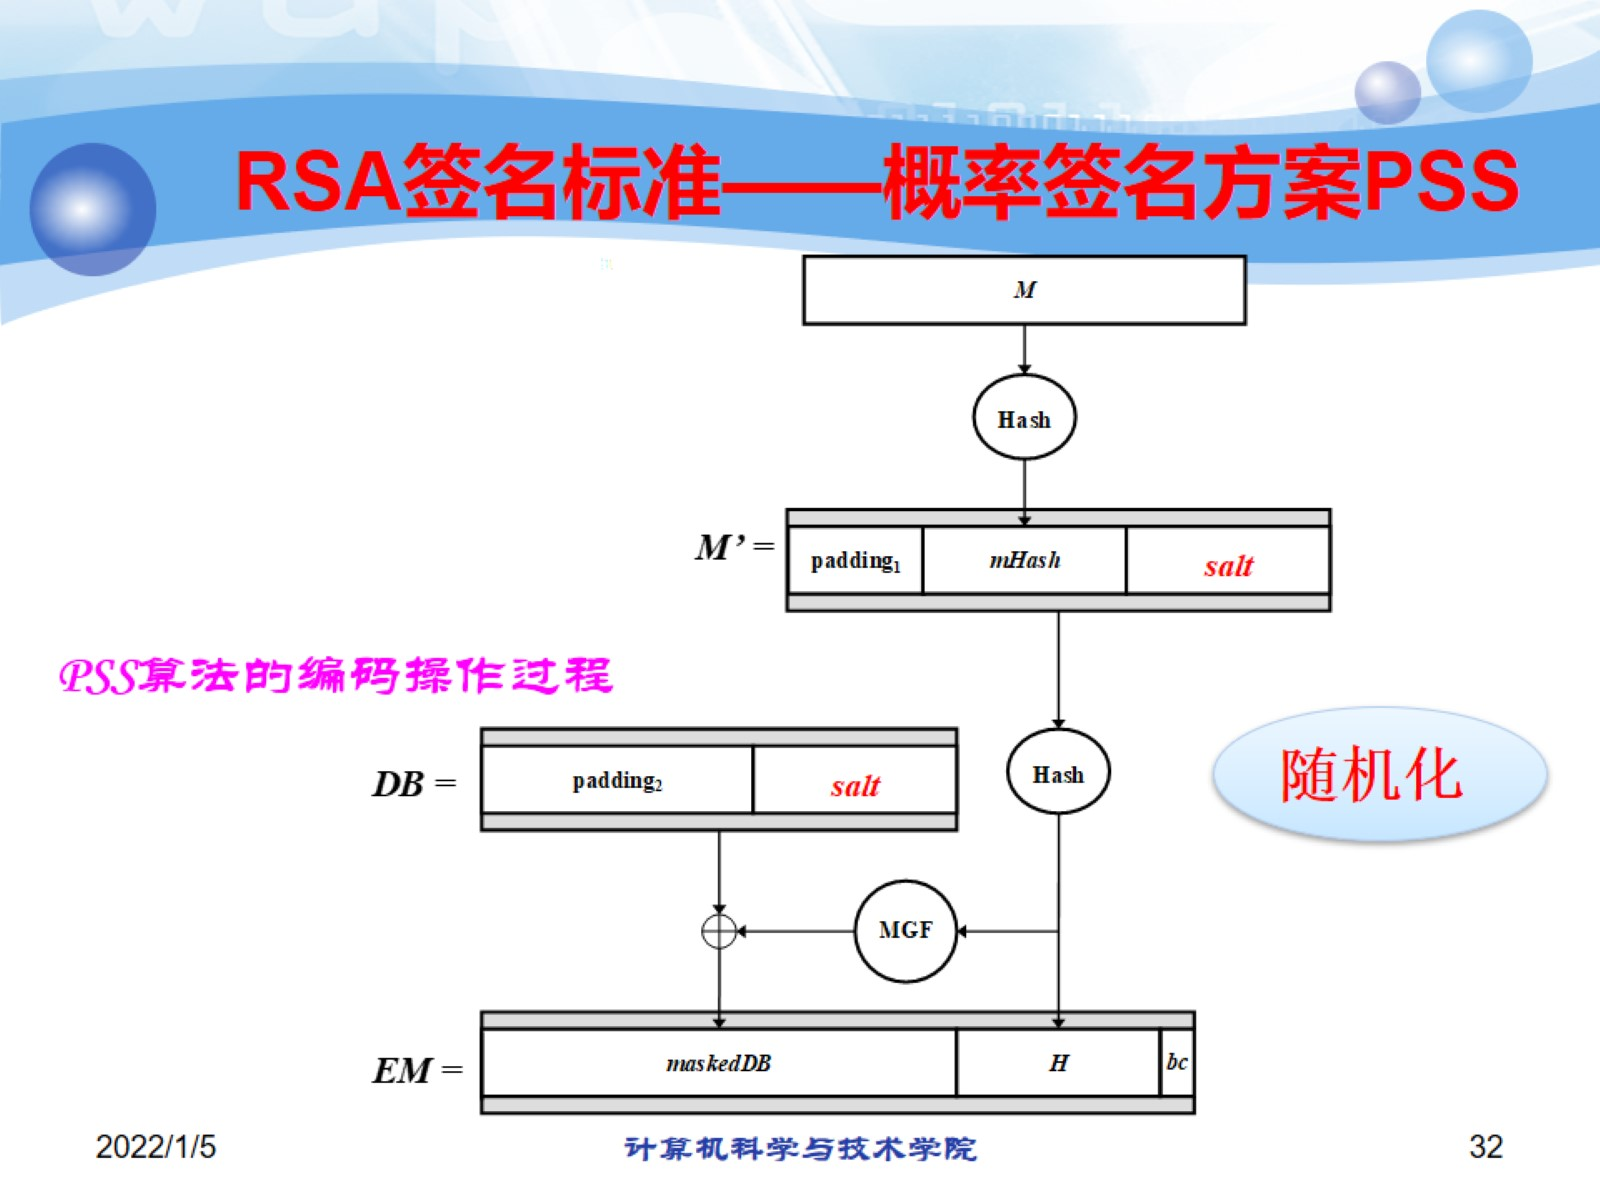 RSA签名标准——概率签名方案PSS
M
Hash
M’ =
padding1
mHash
salt
PSS算法的编码操作过程
DB =
padding2
salt
Hash
随机化
MGF
EM =
maskedDB
H
bc
2022/1/5
计算机科学与技术学院
32